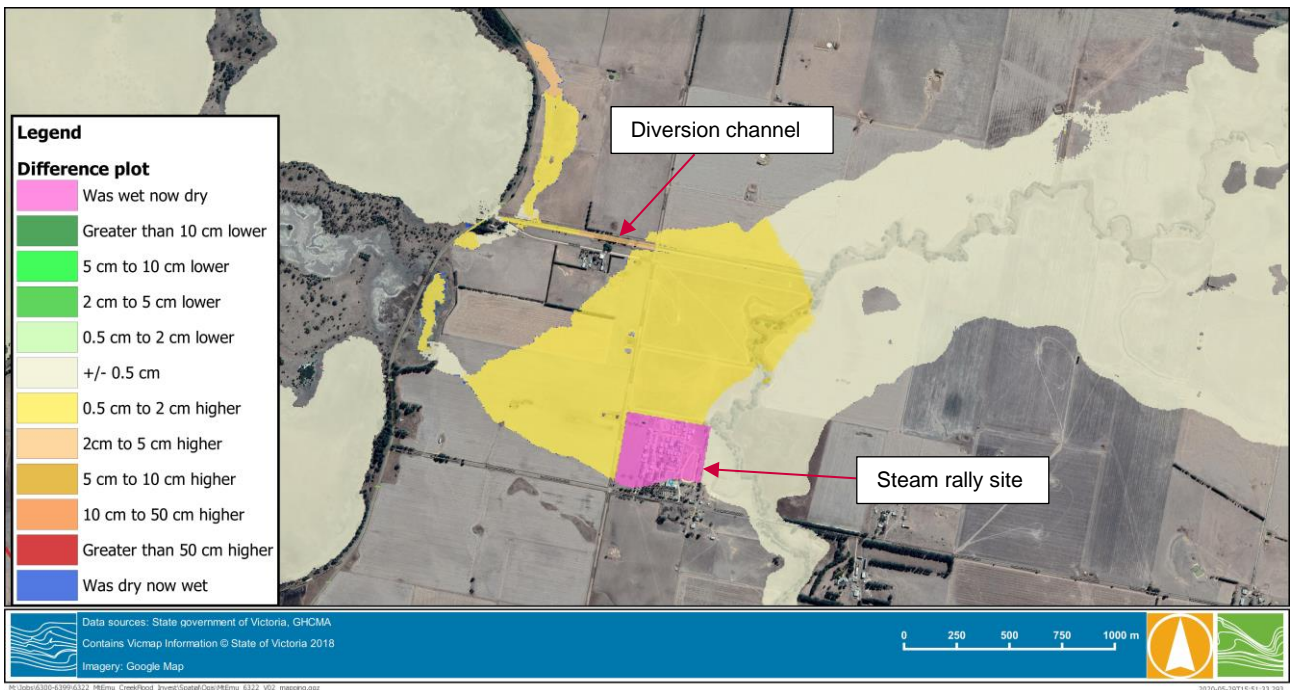 Diversion channel
Steam rally site
Legend
Difference plot
Was wet now dry
Greater than 10 cm lower
5 cm to 10 cm lower
2 cm to 5 cm lower
0.5 cm to 2 cm lower
+/- 0.5 cm
0.5 cm to 2 cm higher
2cm to 5 cm higher
5 cm to 10 cm higher
10 cm to 50 cm higher
Greater than 50 cm higher
Was dry now wet
Data sources: State government of Victoria, GHCMA
Contains Vicmap Information © State of Victoria 2018
Imagery: Google Map
0 250 500 750 1000 m